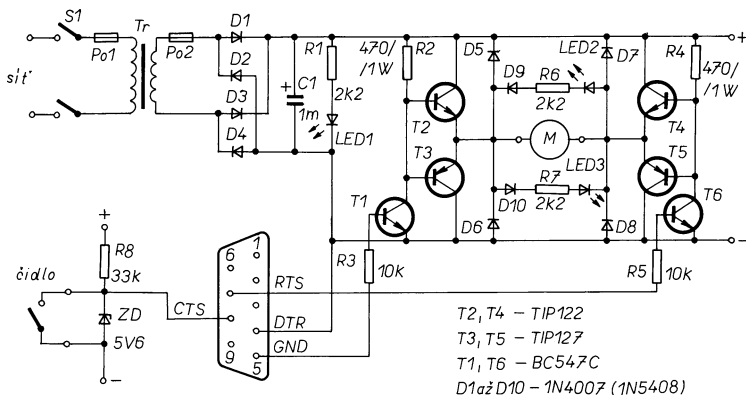 S1
Po1
Tr
Po2
síť
D1
D2
D3
D4
C1
+
1m
R1
2k2
LED1
470/
/1W
R2
T2
T3
T1
D5
D9
R6
2k2
LED2
D7
R4
470/
/1W
+
M
LED3
D10
R7
2k2
D6
D8
T4
T5
T6
–
R3
10k
R5
10k
+
R8
33k
čidlo
ZD
5V6
–
CTS
6
1
9
5
RTS
DTR
GND
T2, T4 – TIP122
T3, T5 – TIP127
T1, T6 – BC547C
D1 až D10 – 1N4007 (1N5408)